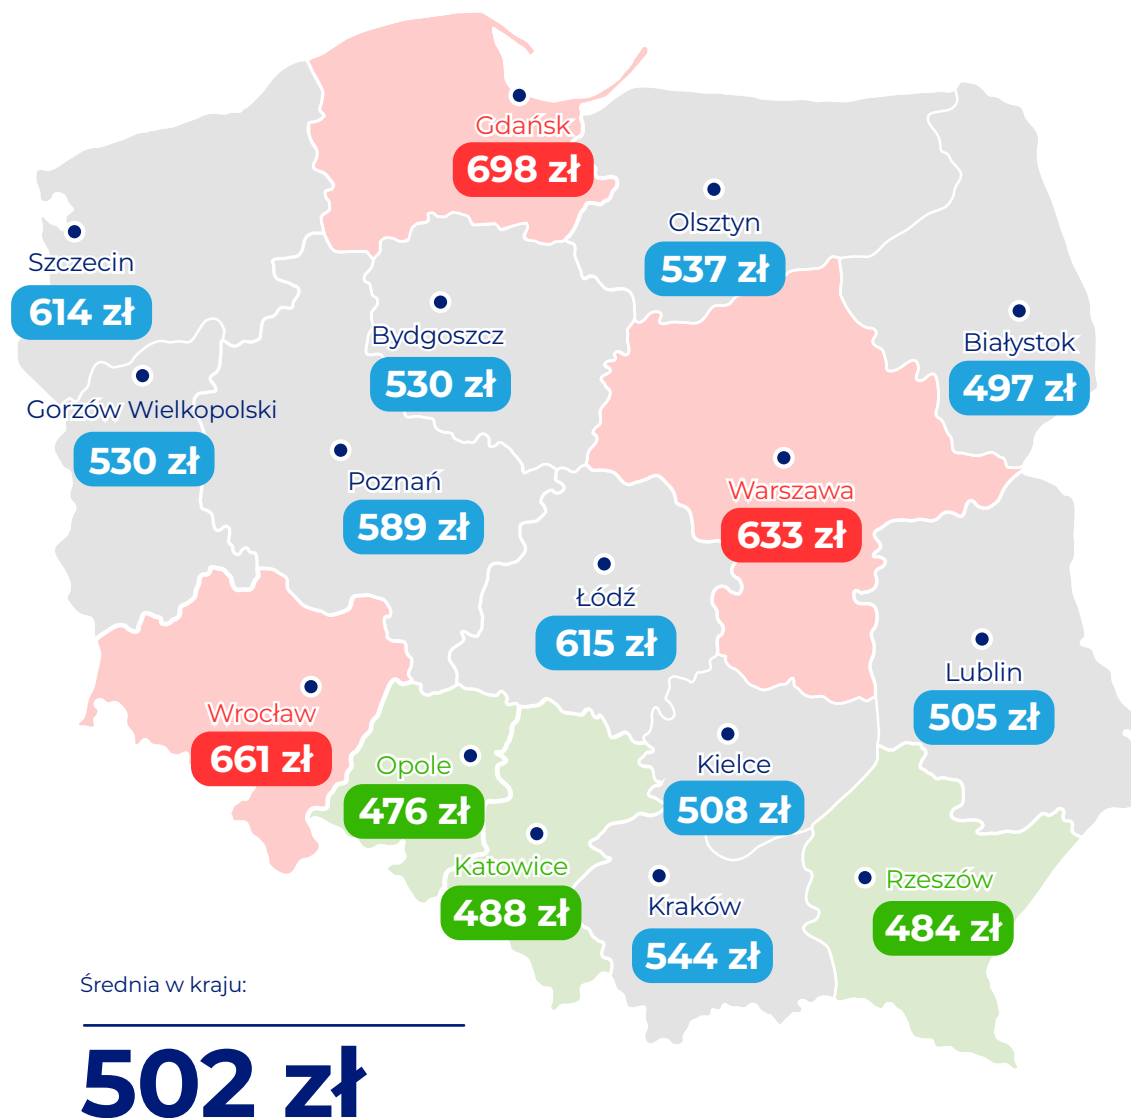 Gdańsk
698 zł
Olsztyn
537 zł
Szczecin
614 zł
Bydgoszcz
530 zł
Białystok
497 zł
Gorzów Wielkopolski
530 zł
Poznań
589 zł
Warszawa
633 zł
Łódź
615 zł
Lublin
505 zł
Wrocław
661 zł
Opole
476 zł
Kielce
508 zł
Katowice
488 zł
Kraków
544 zł
Rzeszów
484 zł
Średnia w kraju:
502 zł